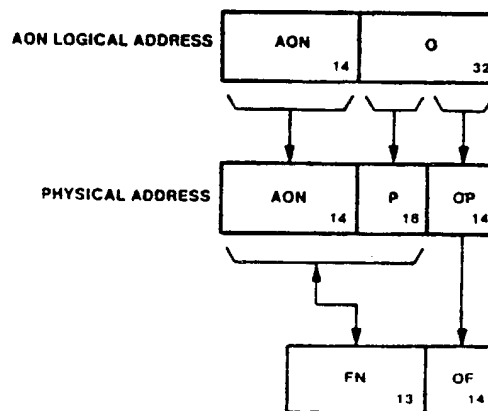 AON LOGICAL ADDRESS AON 14 O 32
PHYSICAL ADDRESS AON 14 P 18 OP 14
FN 13 OF 14